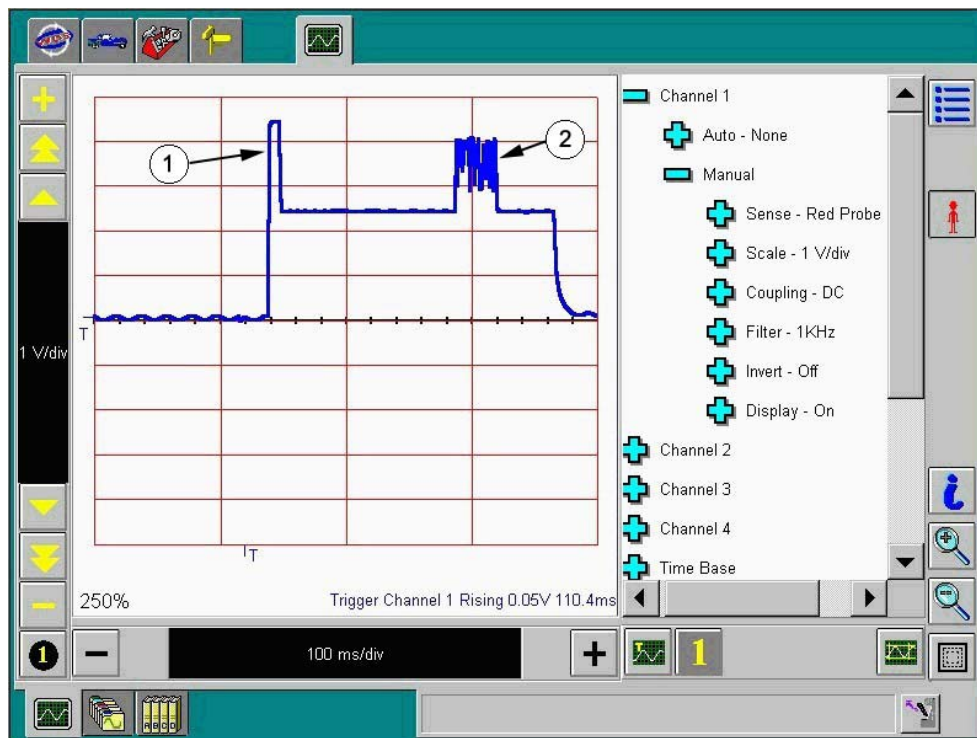 1
2
T
1 V/div
T
250%
Trigger Channel 1 Rising 0.05V 110.4ms
1
100 ms/div
Channel 1
Auto - None
Manual
Sense - Red Probe
Scale - 1 V/div
Coupling - DC
Filter - 1KHz
Invert - Off
Display - On
Channel 2
Channel 3
Channel 4
Time Base
1
A B C D